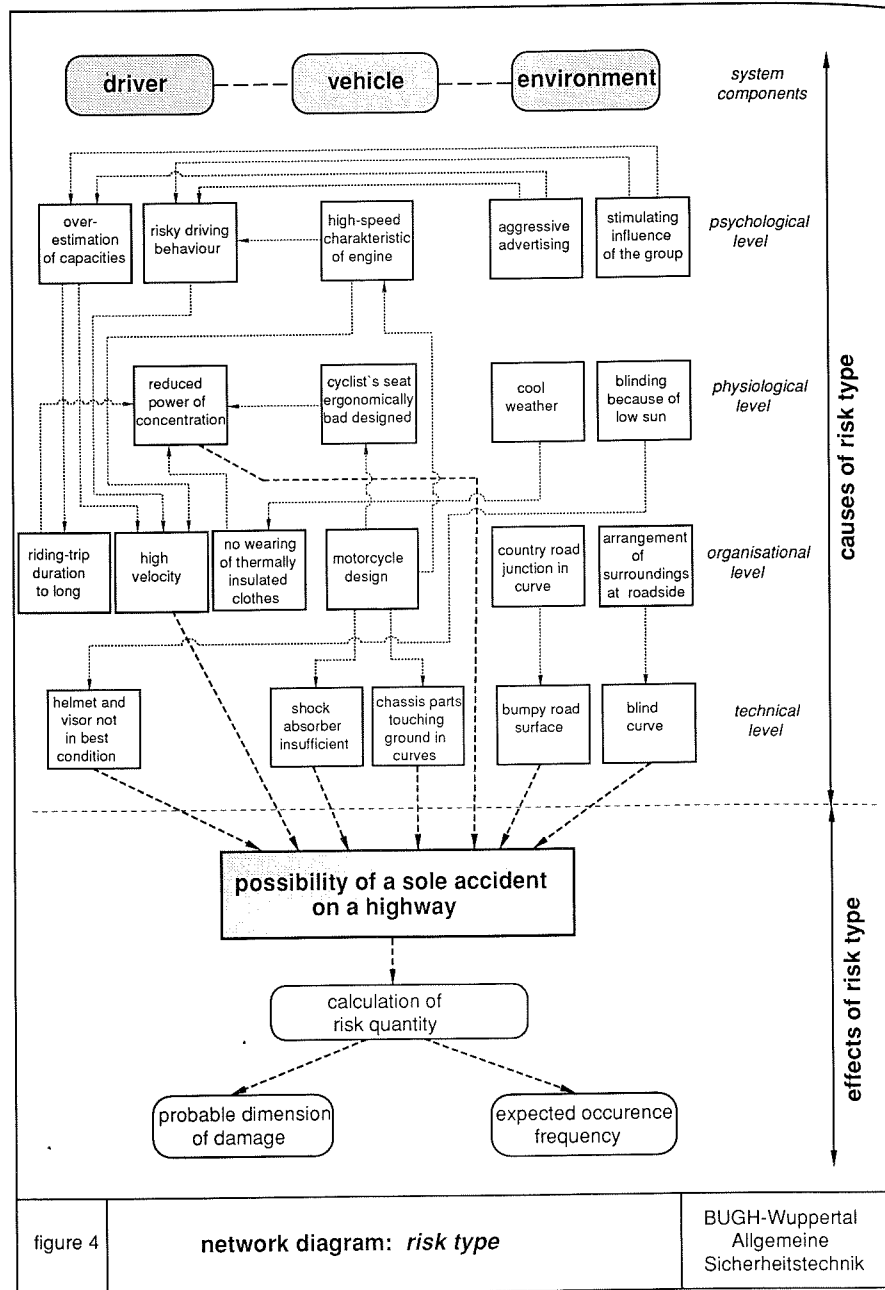 driver
vehicle
environment
system
components
over-
estimation
of capacities
risky driving
behaviour
high-speed
charakteristic
of engine
aggressive
advertising
stimulating
influence
of the group
psychological
level
reduced
power of
concentration
cyclist`s seat
ergonomically
bad designed
cool
weather
blinding
because of
low sun
physiological
level
riding-trip
duration
to long
high
velocity
no wearing
of thermally
insulated
clothes
motorcycle
design
country road
junction in
curve
arrangement
of
surroundings
at roadside
organisational
level
helmet and
visor not
in best
condition
shock
absorber
insufficient
chassis parts
touching
ground in
curves
bumpy road
surface
blind
curve
technical
level
causes of risk type
possibility of a sole accident
on a highway
calculation of
risk quantity
probable dimension
of damage
expected occurence
frequency
effects of risk type
figure 4
network diagram: risk type
BUGH-Wuppertal
Allgemeine
Sicherheitstechnik